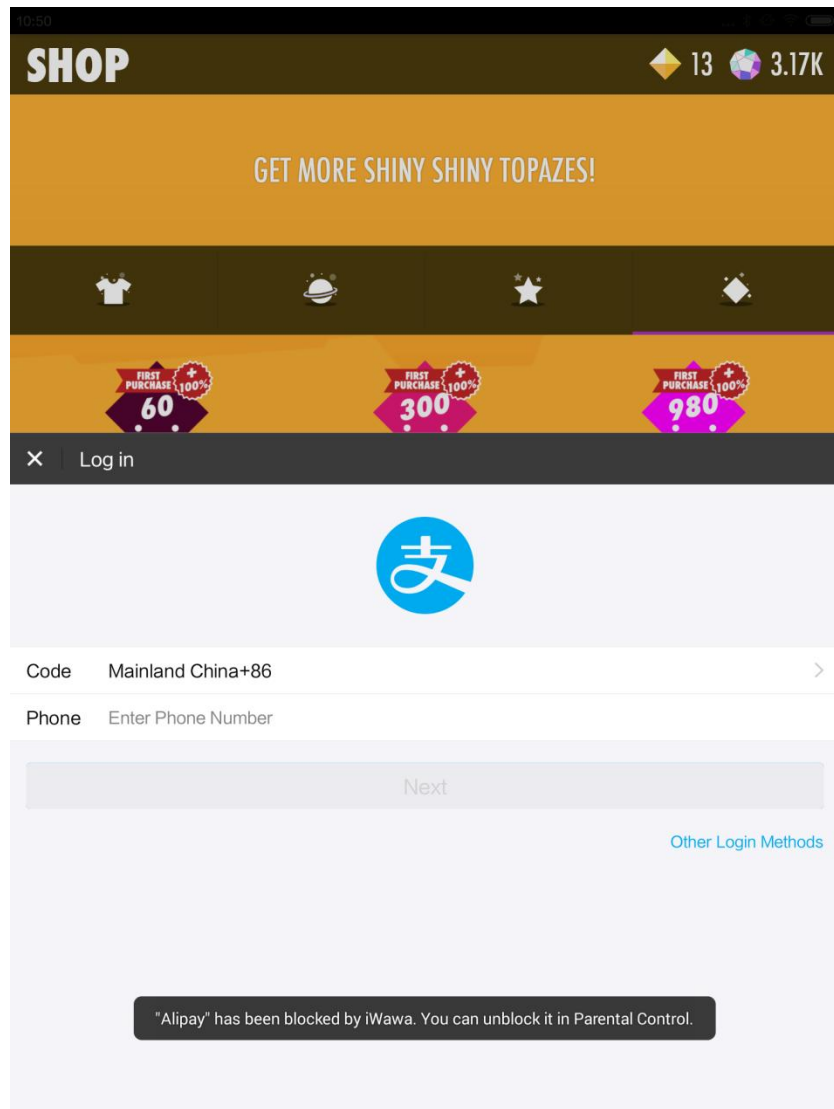 10:50
SHOP
13
3.17K
GET MORE SHINY SHINY TOPAZES!
FIRST PURCHASE
+
100%
60
FIRST PURCHASE
+
100%
300
FIRST PURCHASE
+
100%
980
× Log in
支
Code Mainland China+86 >
Phone Enter Phone Number
Next
Other Login Methods
"Alipay" has been blocked by iWawa. You can unblock it in Parental Control.